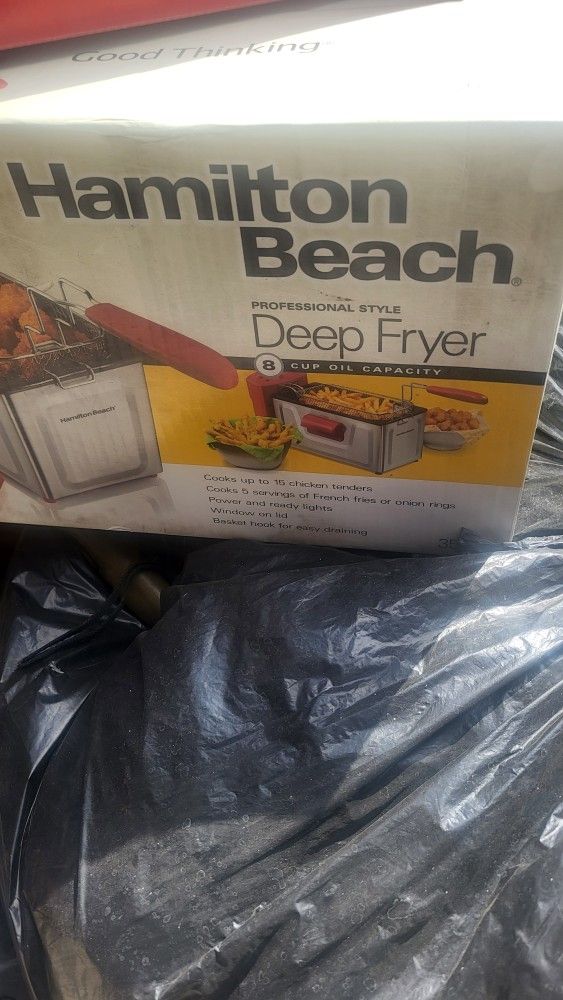 Good Thinking
Hamilton
Beach®
PROFESSIONAL STYLE
Deep Fryer
8 CUP OIL CAPACITY
Hamilton Beach
Cooks up to 15 chicken tenders
Cooks 5 servings of French fries or onion rings
Power and ready lights
Window on lid
Basket hook for easy draining